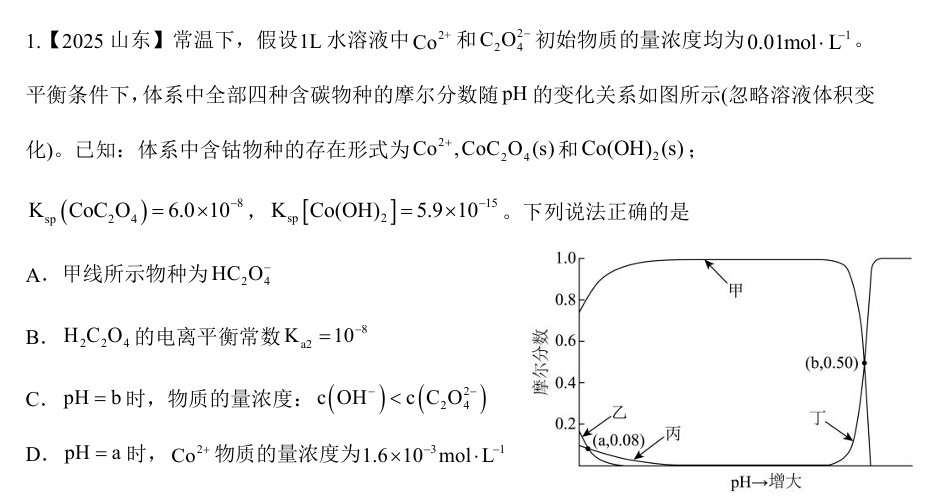 1.【2025 山东】常温下，假设1L 水溶液中Co²⁺ 和C₂O₄²⁻ 初始物质的量浓度均为0.01mol·L⁻¹ 。
平衡条件下，体系中全部四种含碳物种的摩尔分数随 pH 的变化关系如图所示(忽略溶液体积变
化)。已知：体系中含钴物种的存在形式为Co²⁺,CoC₂O₄(s)和Co(OH)₂(s)；
Kₛₚ(CoC₂O₄)=6.0×10⁻⁸，Kₛₚ[Co(OH)₂]=5.9×10⁻¹⁵ 。下列说法正确的是
A．甲线所示物种为HC₂O₄⁻
B．H₂C₂O₄ 的电离平衡常数Kₐ₂ =10⁻⁸
C．pH=b 时，物质的量浓度：c(OH⁻)<c(C₂O₄²⁻)
D．pH=a 时，Co²⁺ 物质的量浓度为1.6×10⁻³mol·L⁻¹
1.0
0.8
0.6
0.4
0.2
摩尔分数
甲
(b,0.50)
乙
(a,0.08)
丙
丁
pH→增大